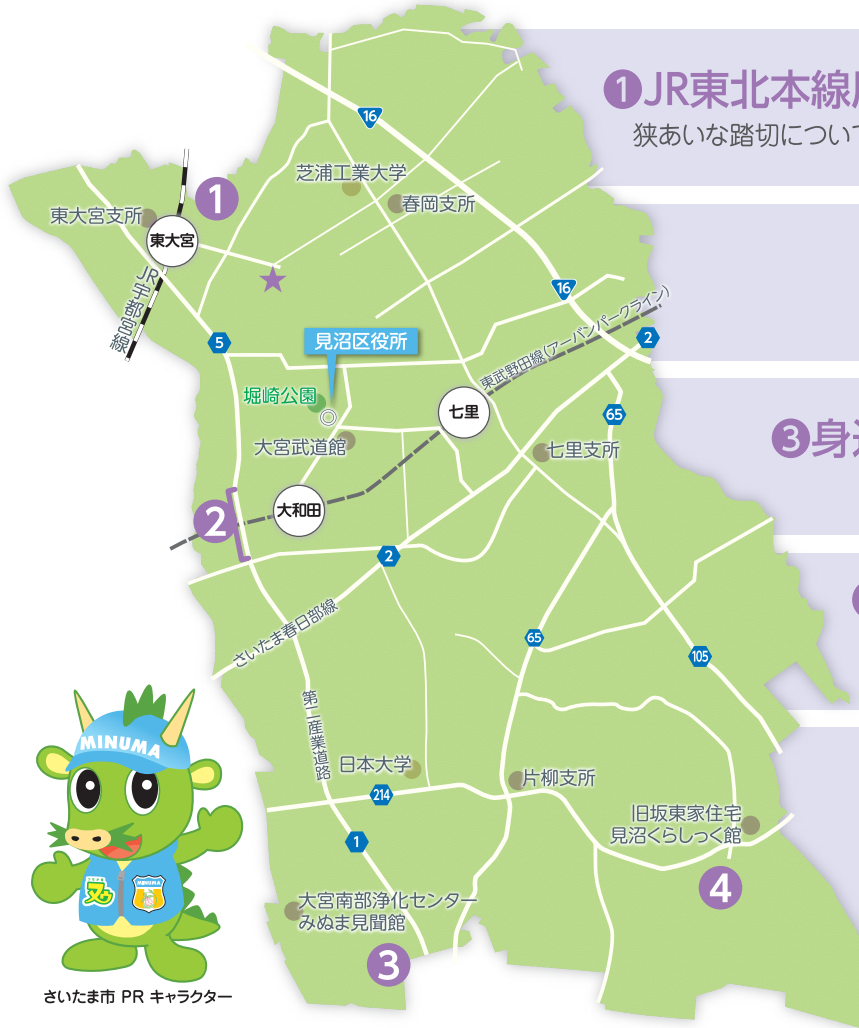 ❶JR東北本線
狭あいな踏切につい
16
芝浦工業大学
1
春岡支所
東大宮支所
東大宮
JR宇都宮線
16
東武野田線(アーバンパークライン)
5
2
見沼区役所
堀崎公園
七里
65
❸身
大宮武道館
七里支所
大和田
2
2
さいたま春日部線
65
105
MINUMA
第二産業道路
日本大学
214
片柳支所
旧坂東家住宅
見沼くらしっく館
1
4
ヌゥ
MINUMA
大宮南部浄化センター
みぬま見聞館
3
さいたま市 PR キャラクター